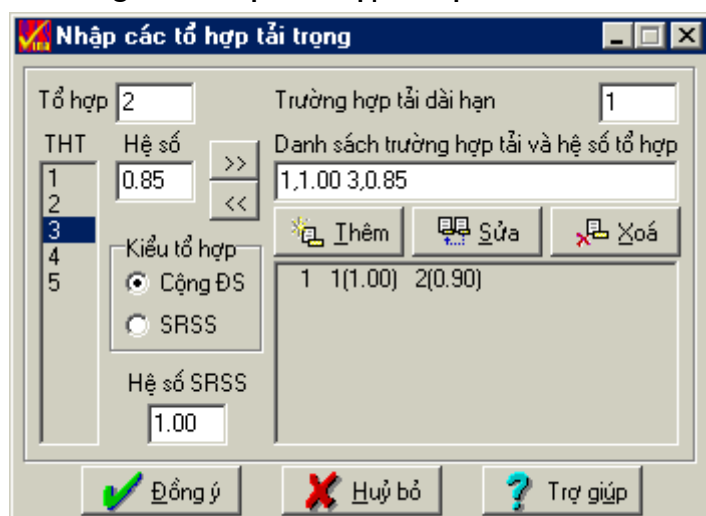 Nhập các tổ hợp tải trọng
Tổ hợp 2 Trường hợp tải dài hạn 1
THT Hệ số Danh sách trường hợp tải và hệ số tổ hợp
1 0.85 >> 1,1.00 3,0.85
2 <<
3 Thêm Sửa Xoá
4 Kiểu tổ hợp
5 Cộng ĐS 1 1(1.00) 2(0.90)
SRSS
Hệ số SRSS
1.00
Đồng ý Huỷ bỏ Trợ giúp